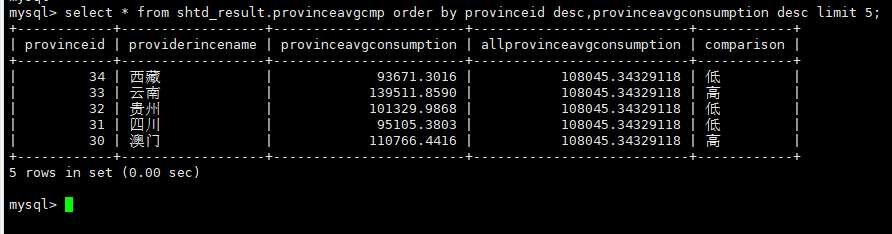 mysql> select * from shtd_result.provinceavgcmp order by provinceid desc,provinceavgconsumption desc limit 5;
+------------+------------------+------------------------+---------------------------+------------+
| provinceid | providerincename | provinceavgconsumption | allprovinceavgconsumption | comparison |
+------------+------------------+------------------------+---------------------------+------------+
| 34 | 西藏 | 93671.3016 | 108045.34329118 | 低 |
| 33 | 云南 | 139511.8590 | 108045.34329118 | 高 |
| 32 | 贵州 | 101329.9868 | 108045.34329118 | 低 |
| 31 | 四川 | 95105.3803 | 108045.34329118 | 低 |
| 30 | 澳门 | 110766.4416 | 108045.34329118 | 高 |
+------------+------------------+------------------------+---------------------------+------------+
5 rows in set (0.00 sec)
mysql>